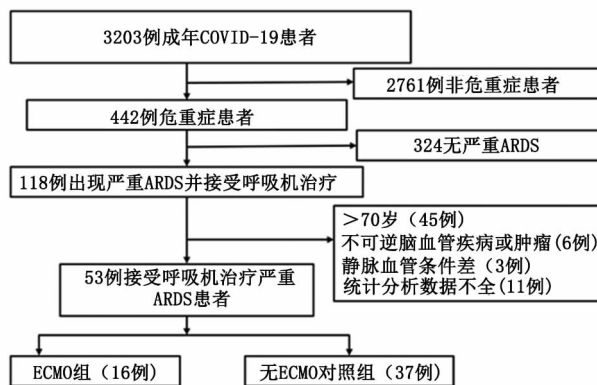 3203例成年COVID-19患者
2761例非危重症患者
442例危重症患者
324无严重ARDS
118例出现严重ARDS并接受呼吸机治疗
>70岁（45例）
不可逆脑血管疾病或肿瘤(6例)
静脉血管条件差（3例）
统计分析数据不全(11例)
53例接受呼吸机治疗严重
ARDS患者
ECMO组（16例）
无ECMO对照组（37例）